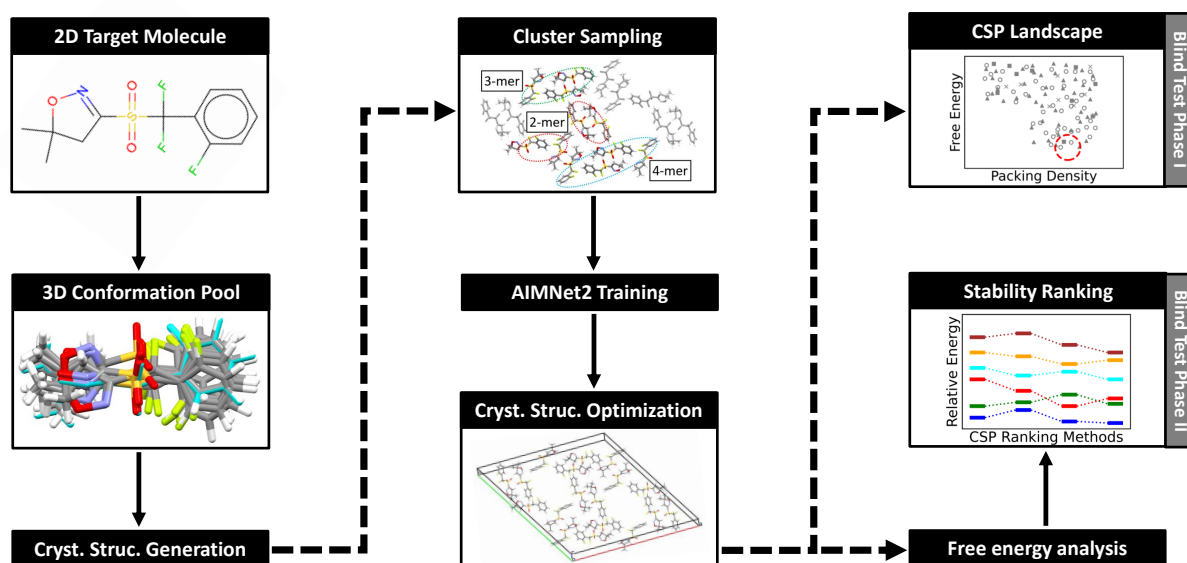 2D Target Molecule
O
N
O
S
O
F
F
F
3D Conformation Pool
Cryst. Struc. Generation
Cluster Sampling
3-mer
2-mer
4-mer
AIMNet2 Training
Cryst. Struc. Optimization
CSP Landscape
Free Energy
Packing Density
Blind Test Phase I
Stability Ranking
Relative Energy
CSP Ranking Methods
Blind Test Phase II
Free energy analysis